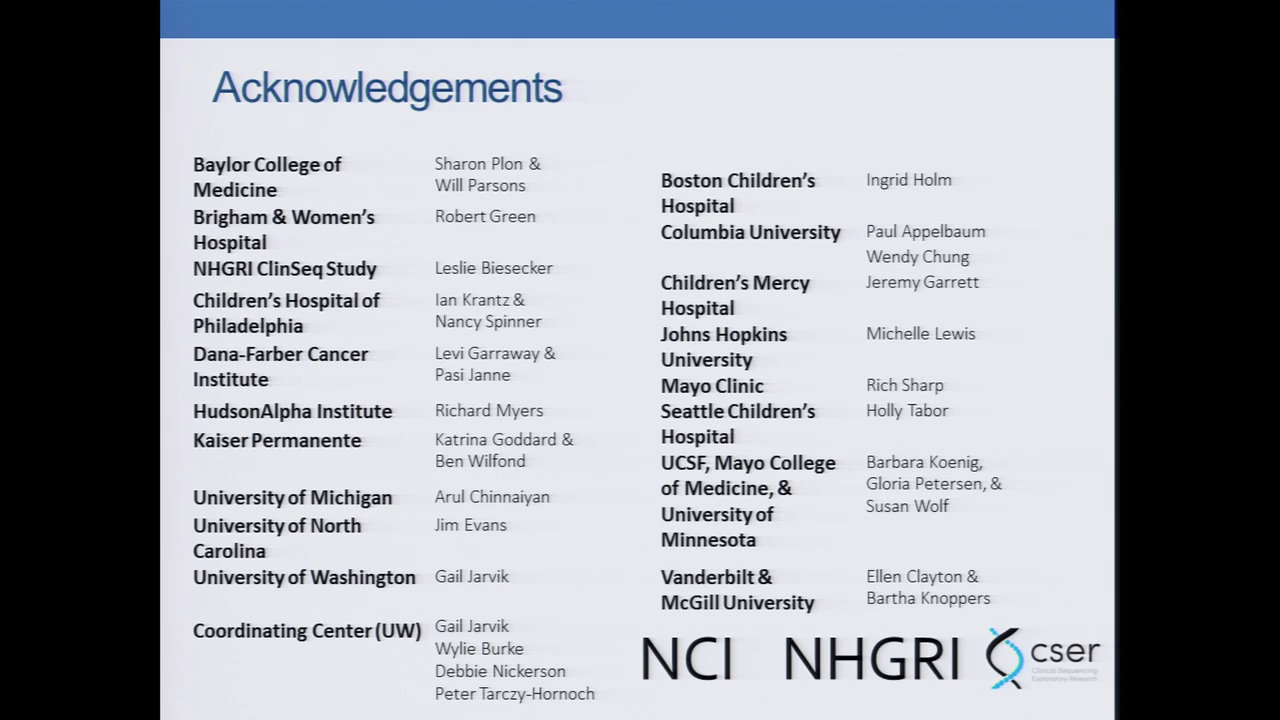 Acknowledgements
Baylor College of
Medicine
Sharon Plon &
Will Parsons
Brigham & Women's
Hospital
Robert Green
NHGRI ClinSeq Study
Leslie Biesecker
Children's Hospital of
Philadelphia
Ian Krantz &
Nancy Spinner
Dana-Farber Cancer
Institute
Levi Garraway &
Pasi Janne
HudsonAlpha Institute
Richard Myers
Kaiser Permanente
Katrina Goddard &
Ben Wilfond
University of Michigan
Arul Chinnaiyan
University of North
Carolina
Jim Evans
University of Washington
Gail Jarvik
Coordinating Center (UW)
Gail Jarvik
Wylie Burke
Debbie Nickerson
Peter Tarczy-Hornoch
Boston Children's
Hospital
Ingrid Holm
Columbia University
Paul Appelbaum
Wendy Chung
Children's Mercy
Hospital
Jeremy Garrett
Johns Hopkins
University
Michelle Lewis
Mayo Clinic
Rich Sharp
Seattle Children's
Hospital
Holly Tabor
UCSF, Mayo College
of Medicine, &
University of
Minnesota
Barbara Koenig,
Gloria Petersen, &
Susan Wolf
Vanderbilt &
McGill University
Ellen Clayton &
Bartha Knoppers
NCI
NHGRI
cser
Clinical Sequencing
Exploratory Research